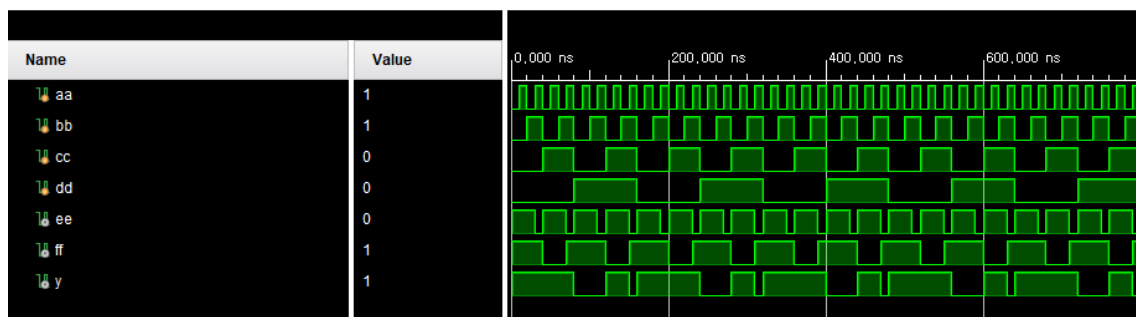 Name Value 0,000 ns 200,000 ns 400,000 ns 600,000 ns
aa 1
bb 1
cc 0
dd 0
ee 0
ff 1
y 1